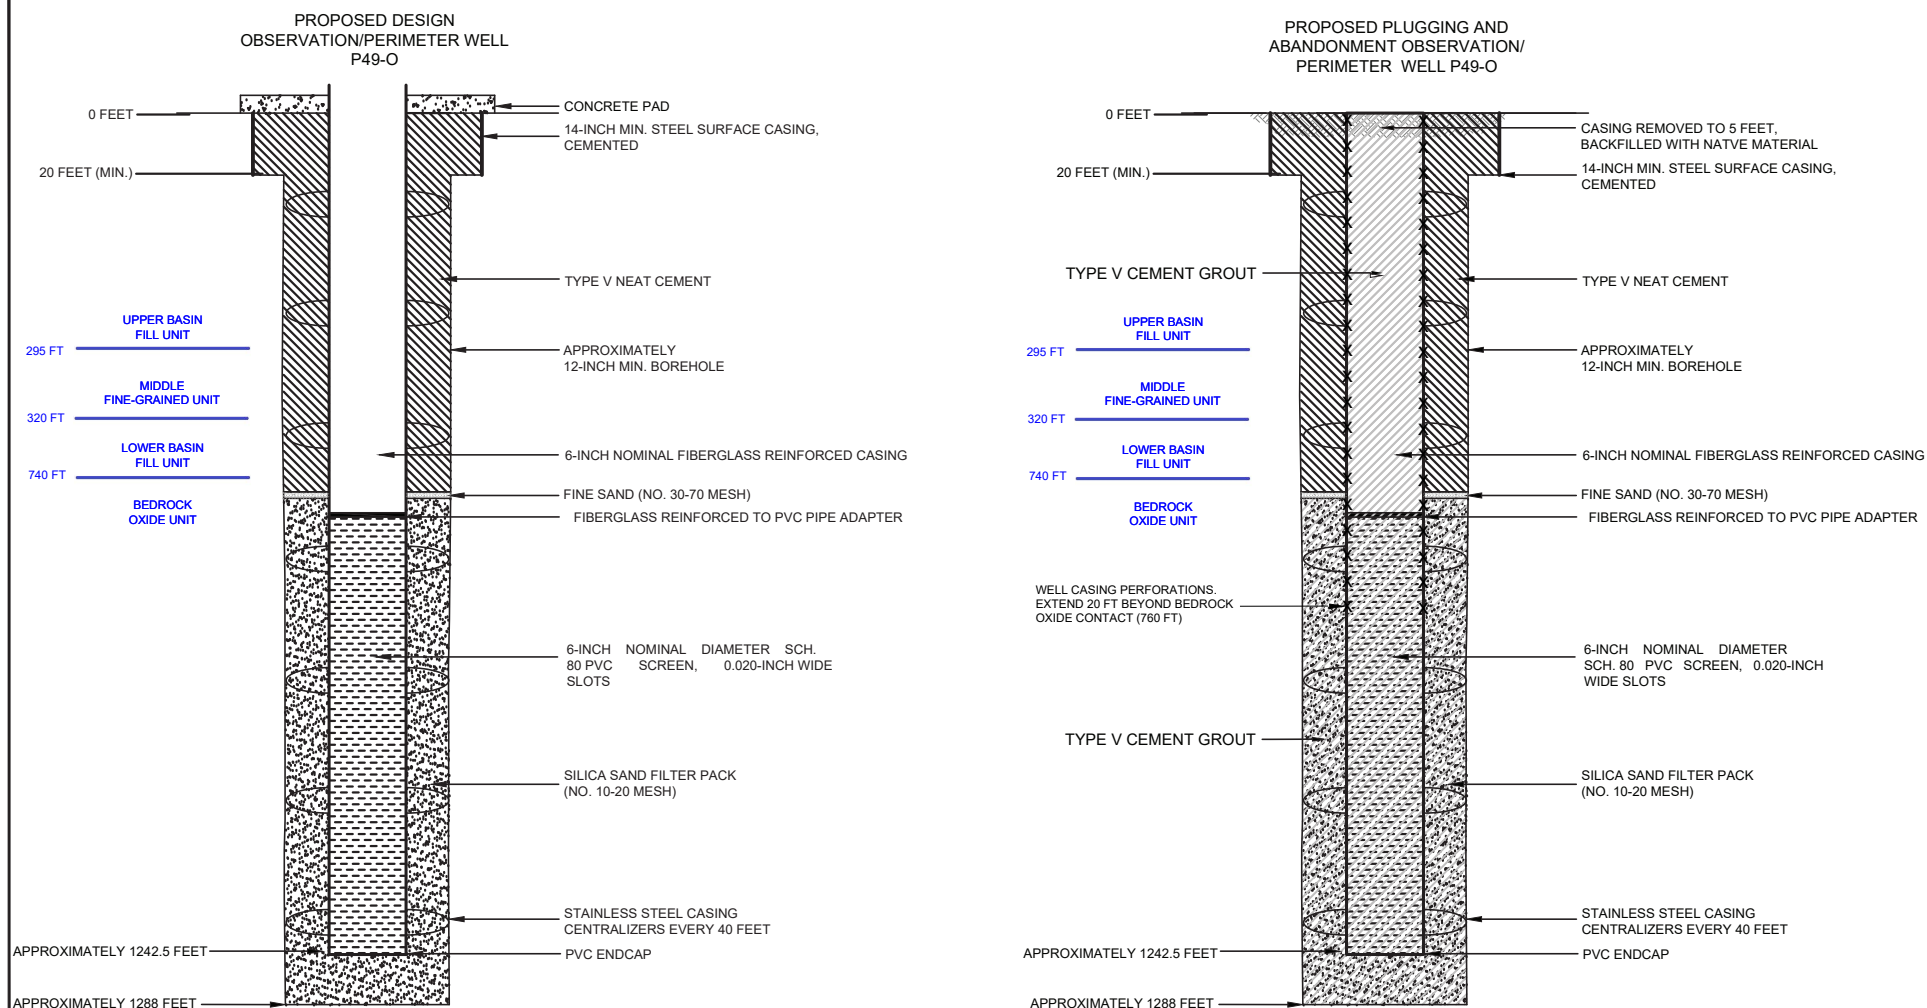 PROPOSED DESIGN
OBSERVATION/PERIMETER WELL
P49-O
0 FEET
CONCRETE PAD
14-INCH MIN. STEEL SURFACE CASING,
CEMENTED
20 FEET (MIN.)
TYPE V NEAT CEMENT
UPPER BASIN
FILL UNIT
295 FT
APPROXIMATELY
12-INCH MIN. BOREHOLE
MIDDLE
FINE-GRAINED UNIT
320 FT
LOWER BASIN
FILL UNIT
6-INCH NOMINAL FIBERGLASS REINFORCED CASING
740 FT
FINE SAND (NO. 30-70 MESH)
BEDROCK
OXIDE UNIT
FIBERGLASS REINFORCED TO PVC PIPE ADAPTER
6-INCH NOMINAL DIAMETER SCH.
80 PVC SCREEN, 0.020-INCH WIDE
SLOTS
SILICA SAND FILTER PACK
(NO. 10-20 MESH)
STAINLESS STEEL CASING
CENTRALIZERS EVERY 40 FEET
APPROXIMATELY 1242.5 FEET
PVC ENDCAP
APPROXIMATELY 1288 FEET
PROPOSED PLUGGING AND
ABANDONMENT OBSERVATION/
PERIMETER WELL P49-O
0 FEET
CASING REMOVED TO 5 FEET,
BACKFILLED WITH NATVE MATERIAL
20 FEET (MIN.)
14-INCH MIN. STEEL SURFACE CASING,
CEMENTED
TYPE V CEMENT GROUT
TYPE V NEAT CEMENT
UPPER BASIN
FILL UNIT
295 FT
APPROXIMATELY
12-INCH MIN. BOREHOLE
MIDDLE
FINE-GRAINED UNIT
320 FT
LOWER BASIN
FILL UNIT
6-INCH NOMINAL FIBERGLASS REINFORCED CASING
740 FT
FINE SAND (NO. 30-70 MESH)
BEDROCK
OXIDE UNIT
FIBERGLASS REINFORCED TO PVC PIPE ADAPTER
WELL CASING PERFORATIONS.
EXTEND 20 FT BEYOND BEDROCK
OXIDE CONTACT (760 FT)
6-INCH NOMINAL DIAMETER
SCH. 80 PVC SCREEN, 0.020-INCH
WIDE SLOTS
TYPE V CEMENT GROUT
SILICA SAND FILTER PACK
(NO. 10-20 MESH)
STAINLESS STEEL CASING
CENTRALIZERS EVERY 40 FEET
APPROXIMATELY 1242.5 FEET
PVC ENDCAP
APPROXIMATELY 1288 FEET